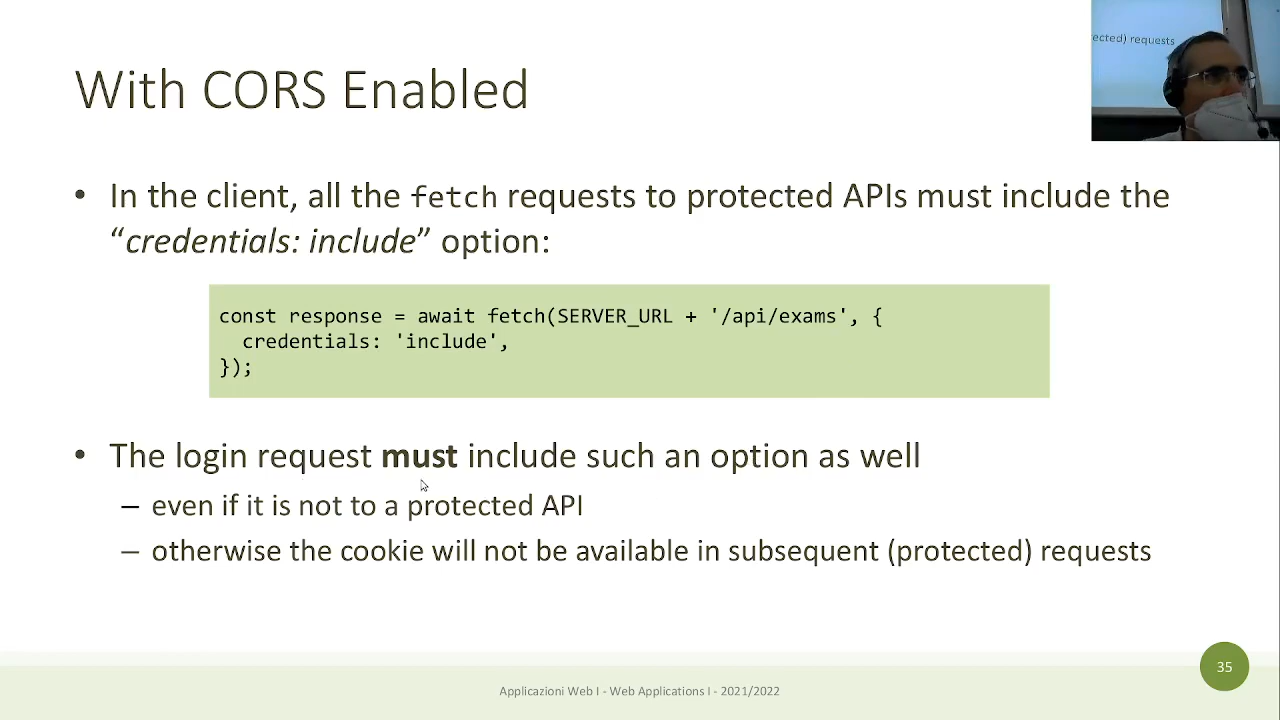 With CORS Enabled
ected) requests
• In the client, all the fetch requests to protected APIs must include the
“credentials: include” option:
const response = await fetch(SERVER_URL + '/api/exams', {
credentials: 'include',
});
• The login request must include such an option as well
– even if it is not to a protected API
– otherwise the cookie will not be available in subsequent (protected) requests
35
Applicazioni Web I - Web Applications I - 2021/2022